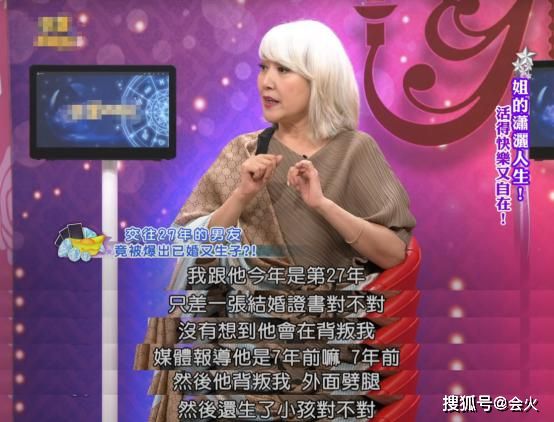 姐的瀟灑人生！
活得快樂又自在！
交往27年的男友
竟被爆出已婚又生子?!
我跟他今年是第27年
只差一張結婚證書對不對
沒有想到他會在背叛我
媒體報導他是7年前嘛 7年前
然後他背叛我 外面劈腿
然後還生了小孩對不對
搜狐号@会火